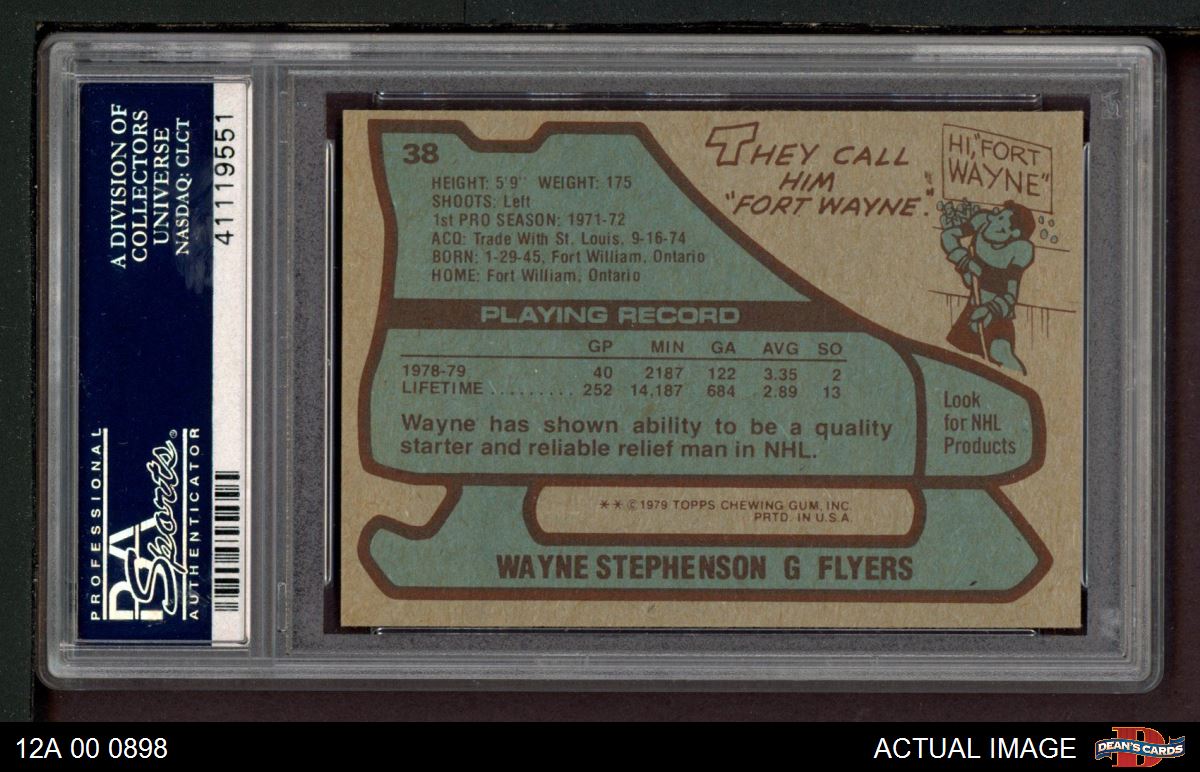 A DIVISION OF
COLLECTORS
UNIVERSE
NASDAQ: CLCT
41119551
PROFESSIONAL
PSA
Sports®
AUTHENTICATOR
38
HEIGHT: 5'9" WEIGHT: 175
SHOOTS: Left
1st PRO SEASON: 1971-72
ACQ: Trade With St. Louis, 9-16-74
BORN: 1-29-45, Fort William, Ontario
HOME: Fort William, Ontario
THEY CALL
HIM
"FORT WAYNE."
HI, "FORT
WAYNE"
PLAYING RECORD
GP MIN GA AVG SO
1978-79 40 2187 122 3.35 2
LIFETIME ......... 252 14,187 684 2.89 13
Wayne has shown ability to be a quality
starter and reliable relief man in NHL.
Look
for NHL
Products
** © 1979 TOPPS CHEWING GUM, INC.
PRTD. IN U.S.A.
WAYNE STEPHENSON G FLYERS
12A 00 0898
ACTUAL IMAGE
D
DEAN'S CARDS